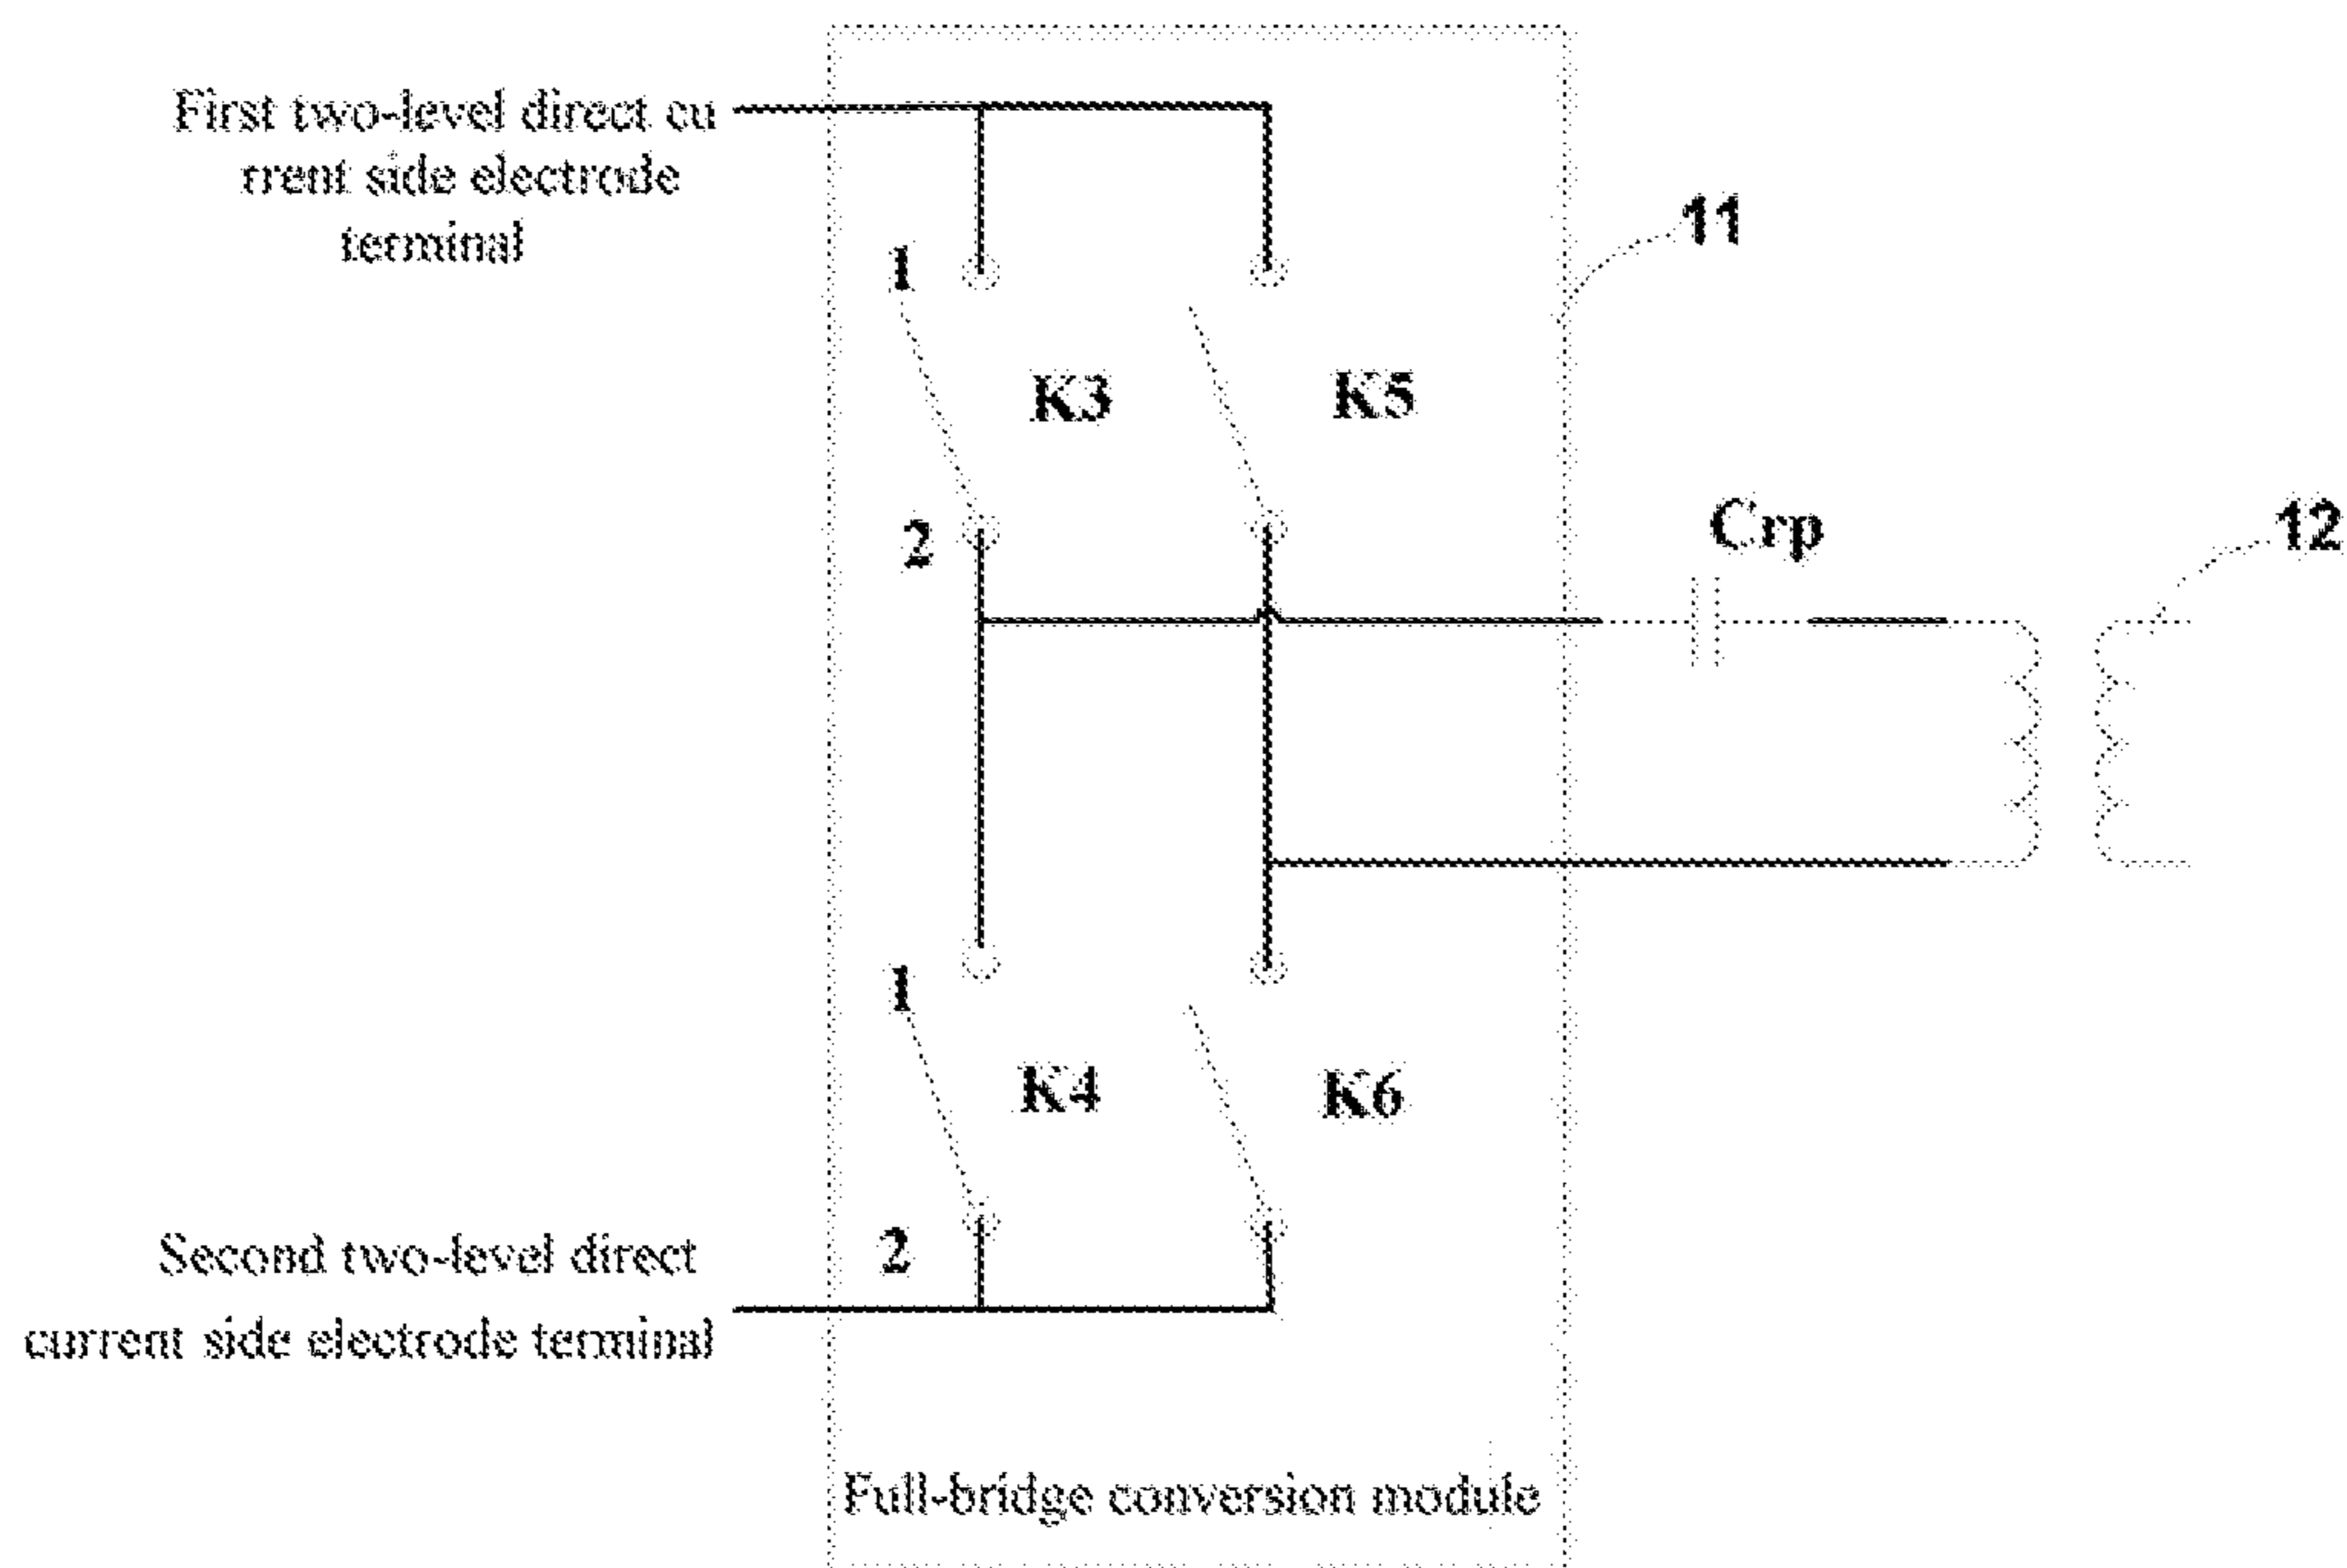 First two-level direct cu
rrent side electrode
terminal
1
11
K3
K5
2
Crp
12
1
K4
K6
2
Second two-level direct
current side electrode terminal
Full-bridge conversion module